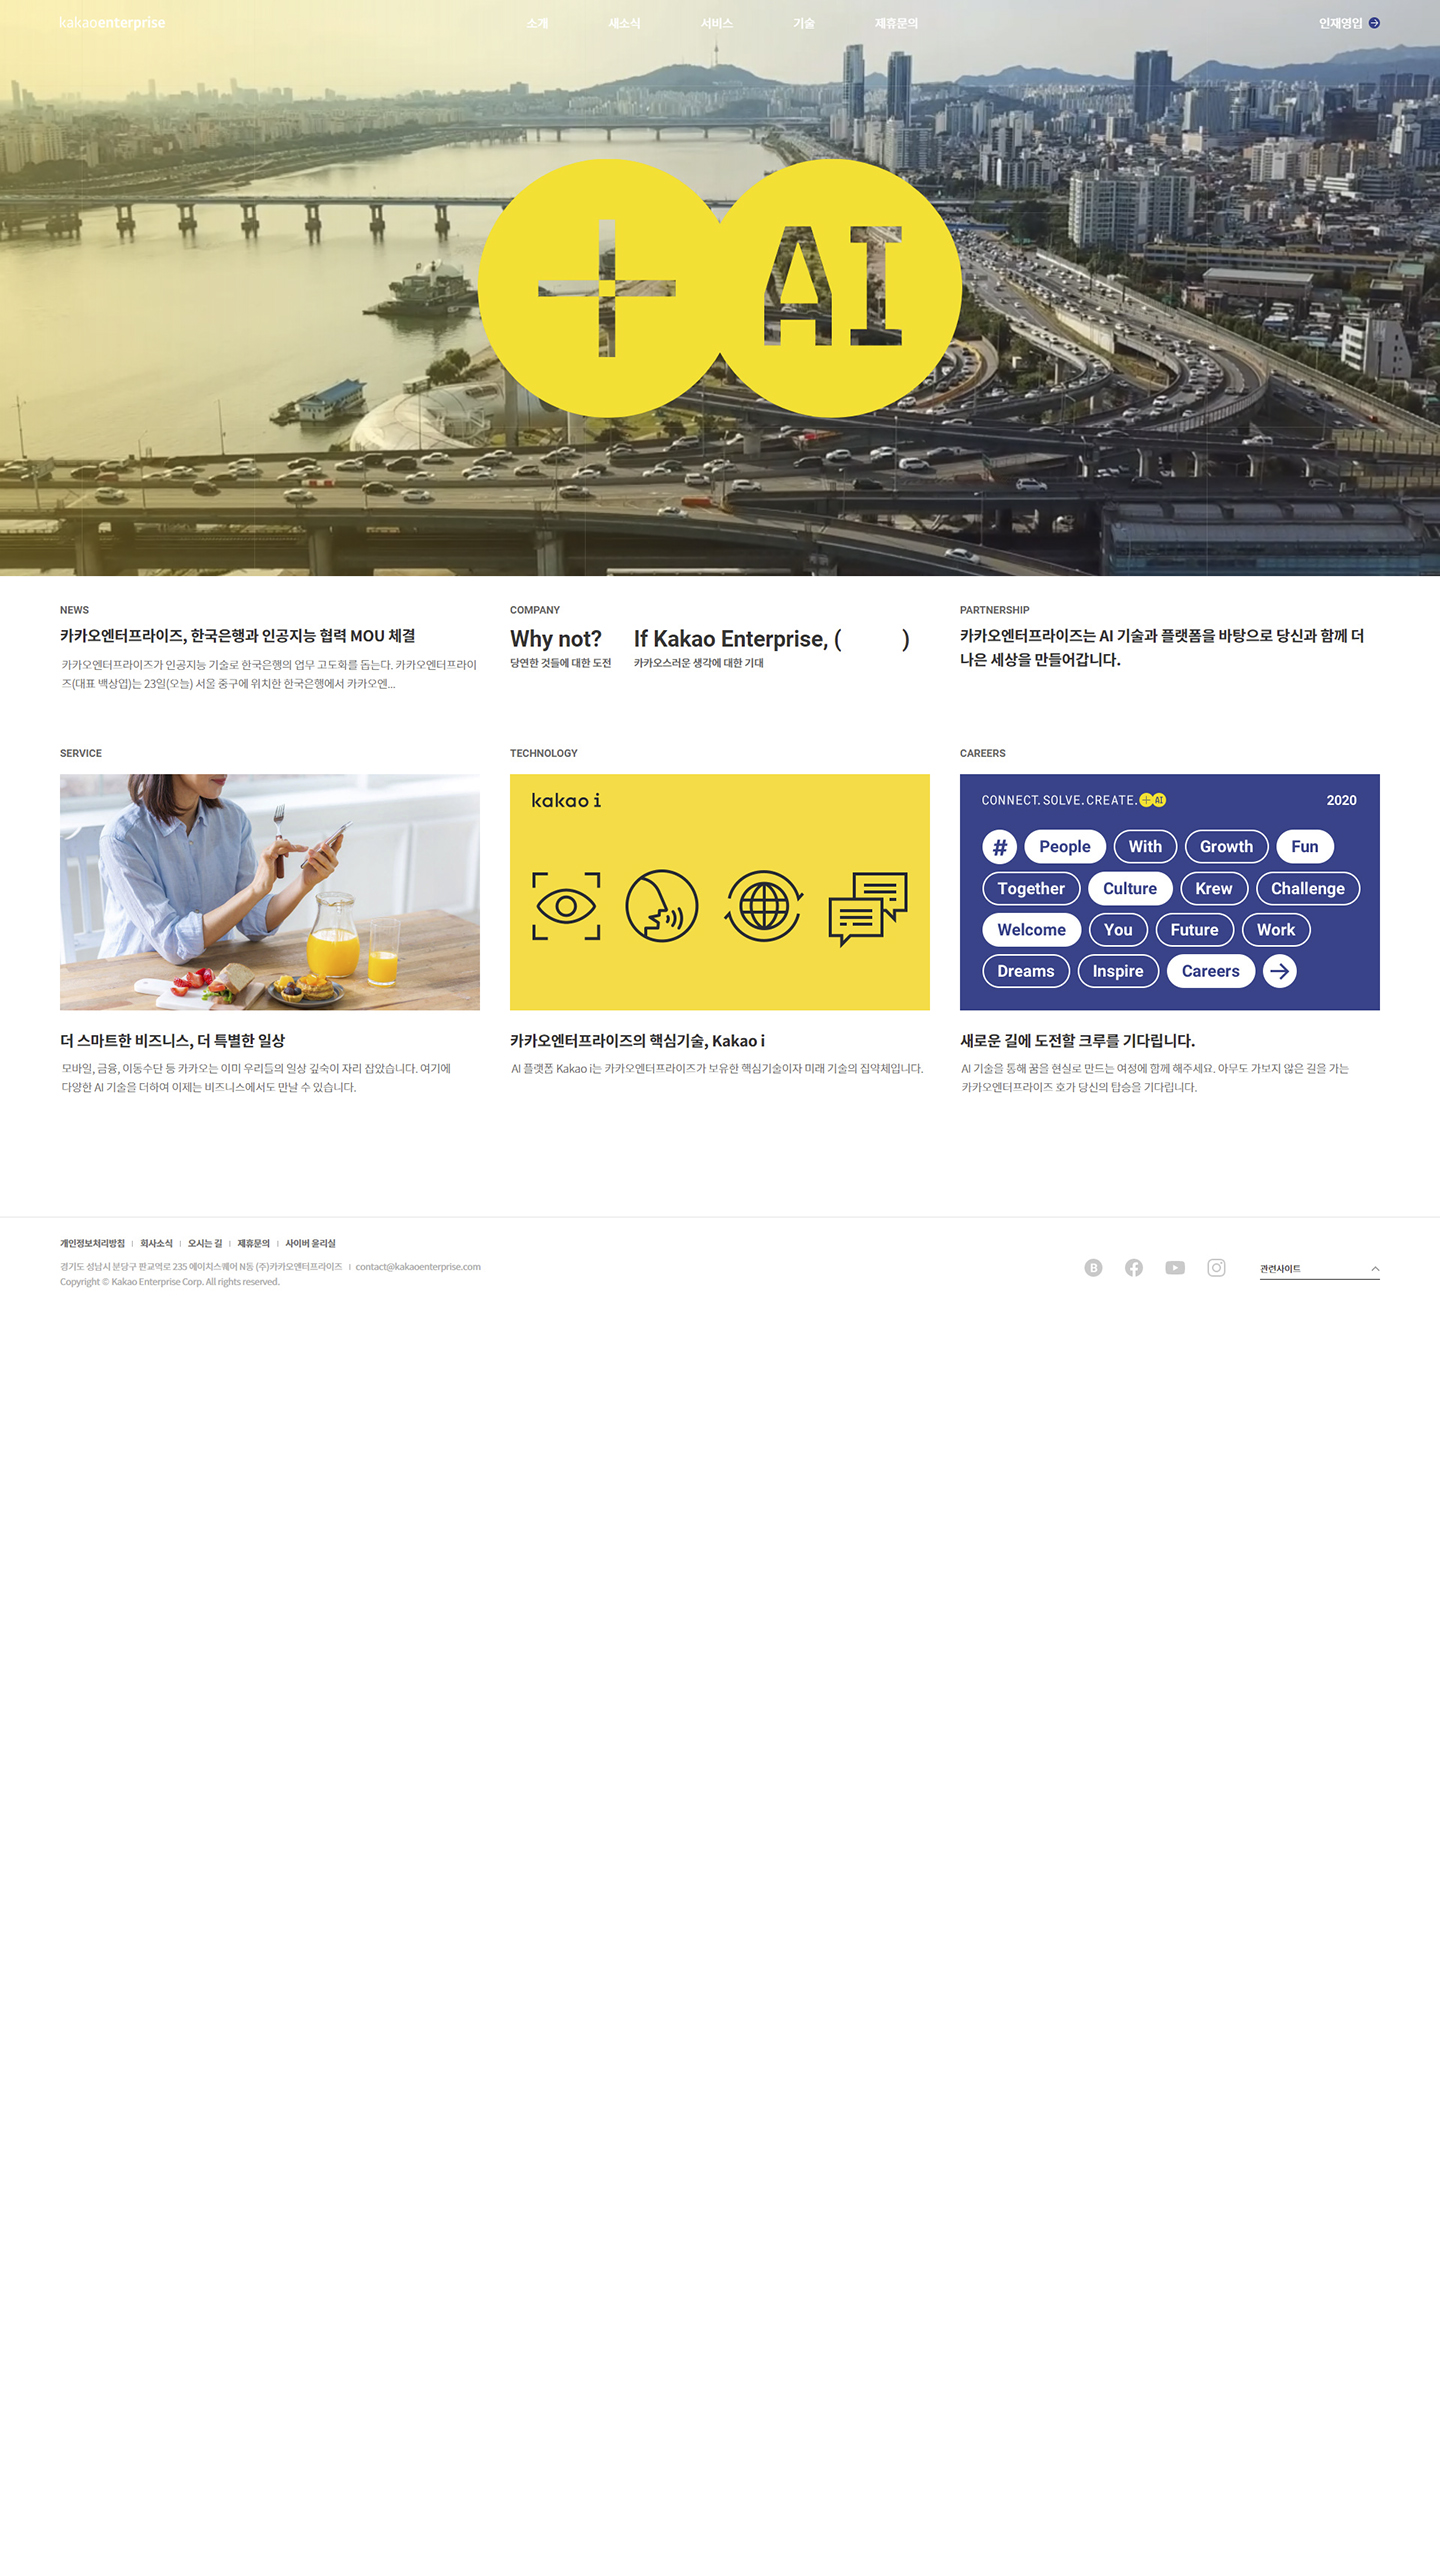 kakaoenterprise
소개 새소식 서비스 기술 제휴문의
인재영입
+ AI
NEWS
카카오엔터프라이즈, 한국은행과 인공지능 협력 MOU 체결
카카오엔터프라이즈가 인공지능 기술로 한국은행의 업무 고도화를 돕는다. 카카오엔터프라이
즈(대표 백상엽)는 23일(오늘) 서울 중구에 위치한 한국은행에서 카카오엔...
COMPANY
Why not?
당연한 것들에 대한 도전
If Kakao Enterprise, ( )
카카오스러운 생각에 대한 기대
PARTNERSHIP
카카오엔터프라이즈는 AI 기술과 플랫폼을 바탕으로 당신과 함께 더
나은 세상을 만들어갑니다.
SERVICE
더 스마트한 비즈니스, 더 특별한 일상
모바일, 금융, 이동수단 등 카카오는 이미 우리들의 일상 깊숙이 자리 잡았습니다. 여기에
다양한 AI 기술을 더하여 이제는 비즈니스에서도 만날 수 있습니다.
TECHNOLOGY
kakao i
카카오엔터프라이즈의 핵심기술, Kakao i
AI 플랫폼 Kakao i는 카카오엔터프라이즈가 보유한 핵심기술이자 미래 기술의 집약체입니다.
CAREERS
CONNECT. SOLVE. CREATE. + AI
2020
# People With Growth Fun
Together Culture Krew Challenge
Welcome You Future Work
Dreams Inspire Careers
새로운 길에 도전할 크루를 기다립니다.
AI 기술을 통해 꿈을 현실로 만드는 여정에 함께 해주세요. 아무도 가보지 않은 길을 가는
카카오엔터프라이즈 호가 당신의 탑승을 기다립니다.
개인정보처리방침 | 회사소식 | 오시는 길 | 제휴문의 | 사이버 윤리실
경기도 성남시 분당구 판교역로 235 에이치스퀘어 N동 (주)카카오엔터프라이즈 | contact@kakaoenterprise.com
Copyright © Kakao Enterprise Corp. All rights reserved.
B
관련사이트